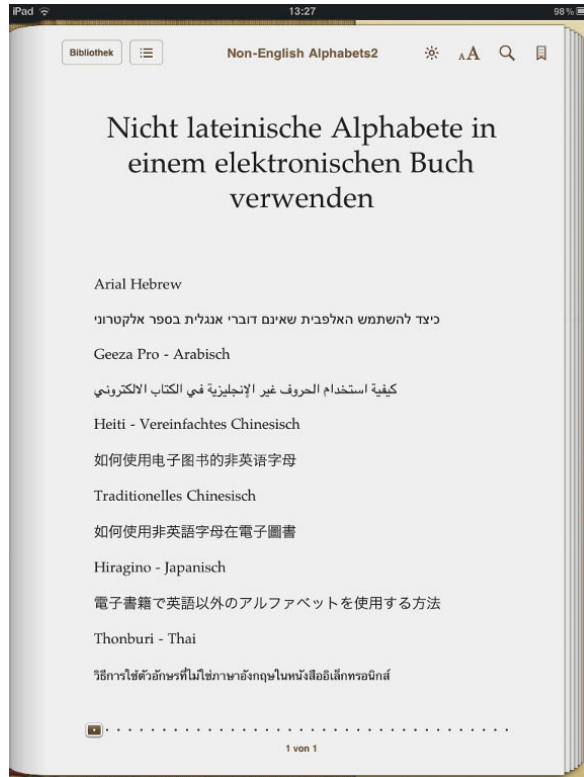 iPad 13:27 98%
Bibliothek Non-English Alphabets2 AA
Nicht lateinische Alphabete in
einem elektronischen Buch
verwenden
Arial Hebrew
כיצד להשתמש האלפבית שאינם דוברי אנגלית בספר אלקטרוני
Geeza Pro - Arabisch
كيفية استخدام الحروف غير الإنجليزية في الكتاب الالكتروني
Heiti - Vereinfachtes Chinesisch
如何使用电子图书的非英语字母
Traditionelles Chinesisch
如何使用非英語字母在電子圖書
Hiragino - Japanisch
電子書籍で英語以外のアルファベットを使用する方法
Thonburi - Thai
วิธีการใช้ตัวอักษรที่ไม่ใช่ภาษาอังกฤษในหนังสืออิเล็กทรอนิกส์
1 von 1